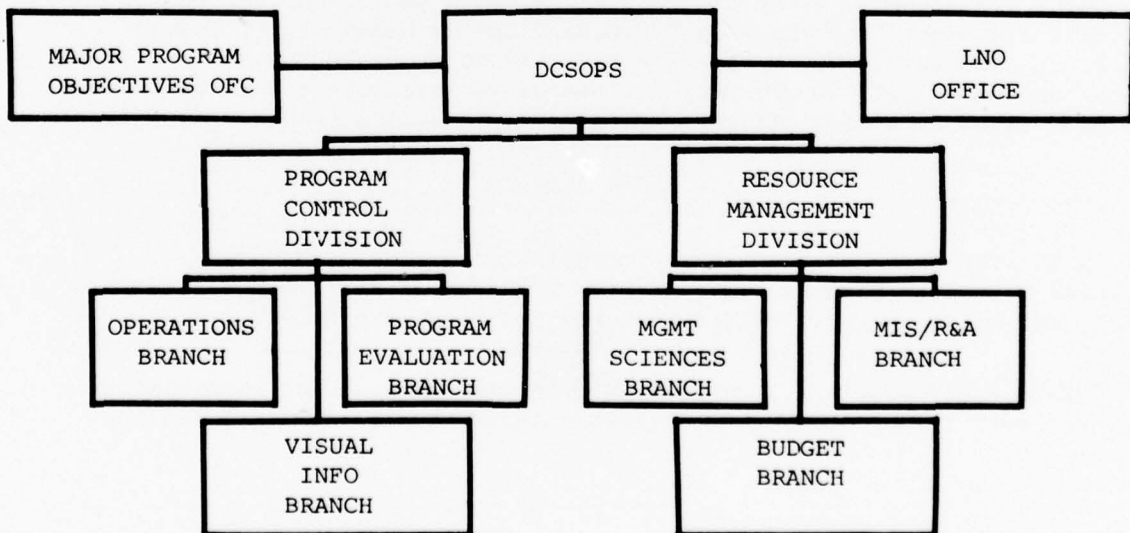 MAJOR PROGRAM
OBJECTIVES OFC
DCSOPS
LNO
OFFICE
PROGRAM
CONTROL
DIVISION
RESOURCE
MANAGEMENT
DIVISION
OPERATIONS
BRANCH
PROGRAM
EVALUATION
BRANCH
MGMT
SCIENCES
BRANCH
MIS/R&A
BRANCH
VISUAL
INFO
BRANCH
BUDGET
BRANCH